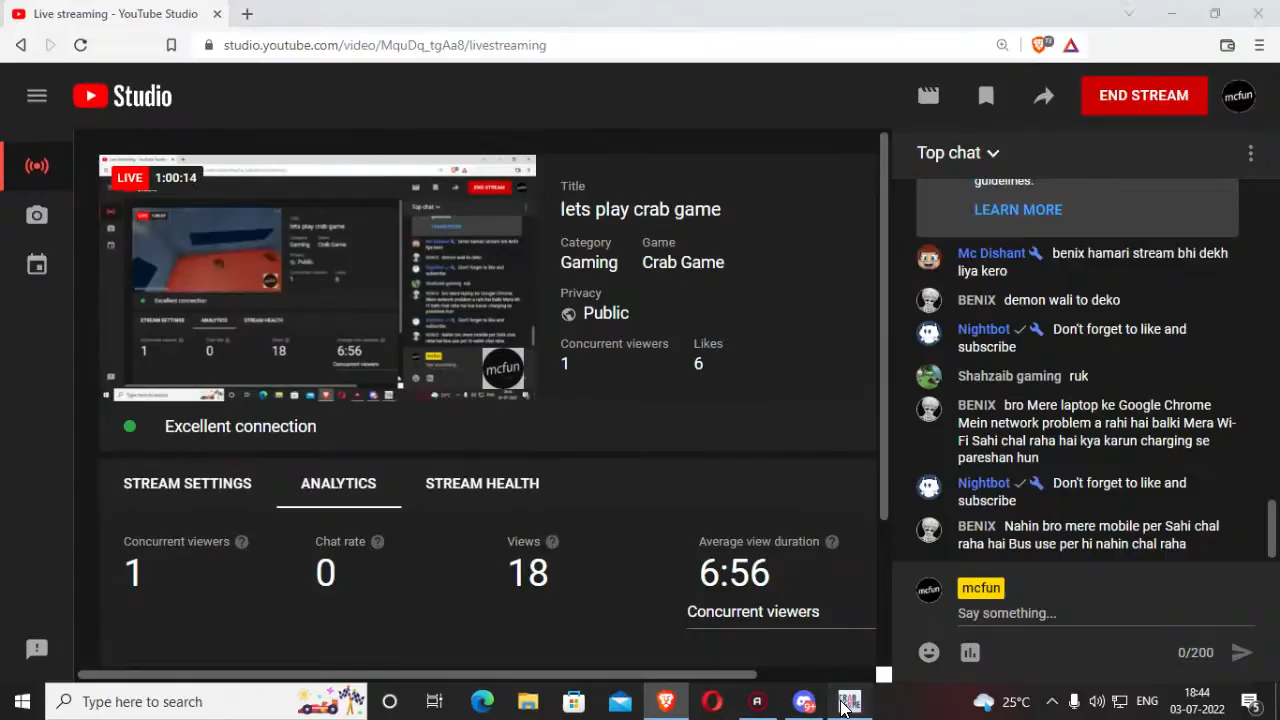 Live streaming - YouTube Studio
studio.youtube.com/video/MquDq_tgAa8/livestreaming
Studio
END STREAM
mcfun
LIVE 1:00:14
Title
lets play crab game
Category Game
Gaming Crab Game
Privacy
Public
Concurrent viewers Likes
1 6
Excellent connection
STREAM SETTINGS ANALYTICS STREAM HEALTH
Concurrent viewers Chat rate Views Average view duration
1 0 18 6:56
Concurrent viewers
Top chat
guidelines.
LEARN MORE
Mc Dishant benix hamari stream bhi dekh
liya kero
BENIX demon wali to deko
Nightbot Don't forget to like and
subscribe
Shahzaib gaming ruk
BENIX bro Mere laptop ke Google Chrome
Mein network problem a rahi hai balki Mera Wi-
Fi Sahi chal raha hai kya karun charging se
pareshan hun
Nightbot Don't forget to like and
subscribe
BENIX Nahin bro mere mobile per Sahi chal
raha hai Bus use per hi nahin chal raha
mcfun
mcfun
Say something...
0/200
Type here to search
25°C
ENG
18:44
03-07-2022
5